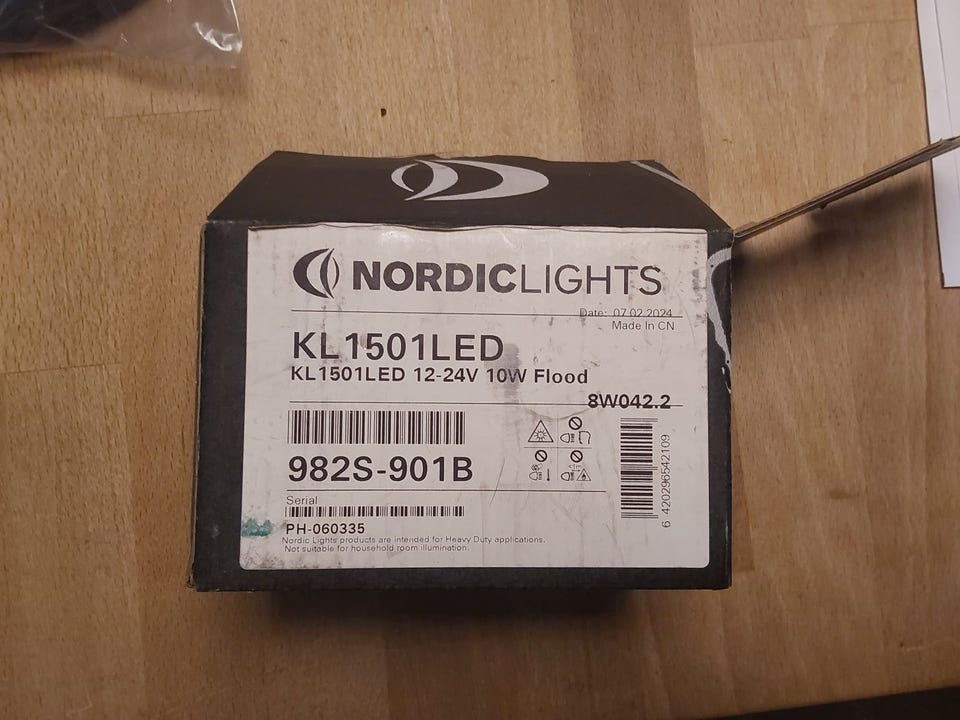 NORDICLIGHTS
Date: 07.02.2024
Made In CN
KL1501LED
KL1501LED 12-24V 10W Flood
8W042.2
982S-901B
<1m
6 420296542109
Serial
PH-060335
Nordic Lights products are intended for Heavy Duty applications.
Not suitable for household room illumination.